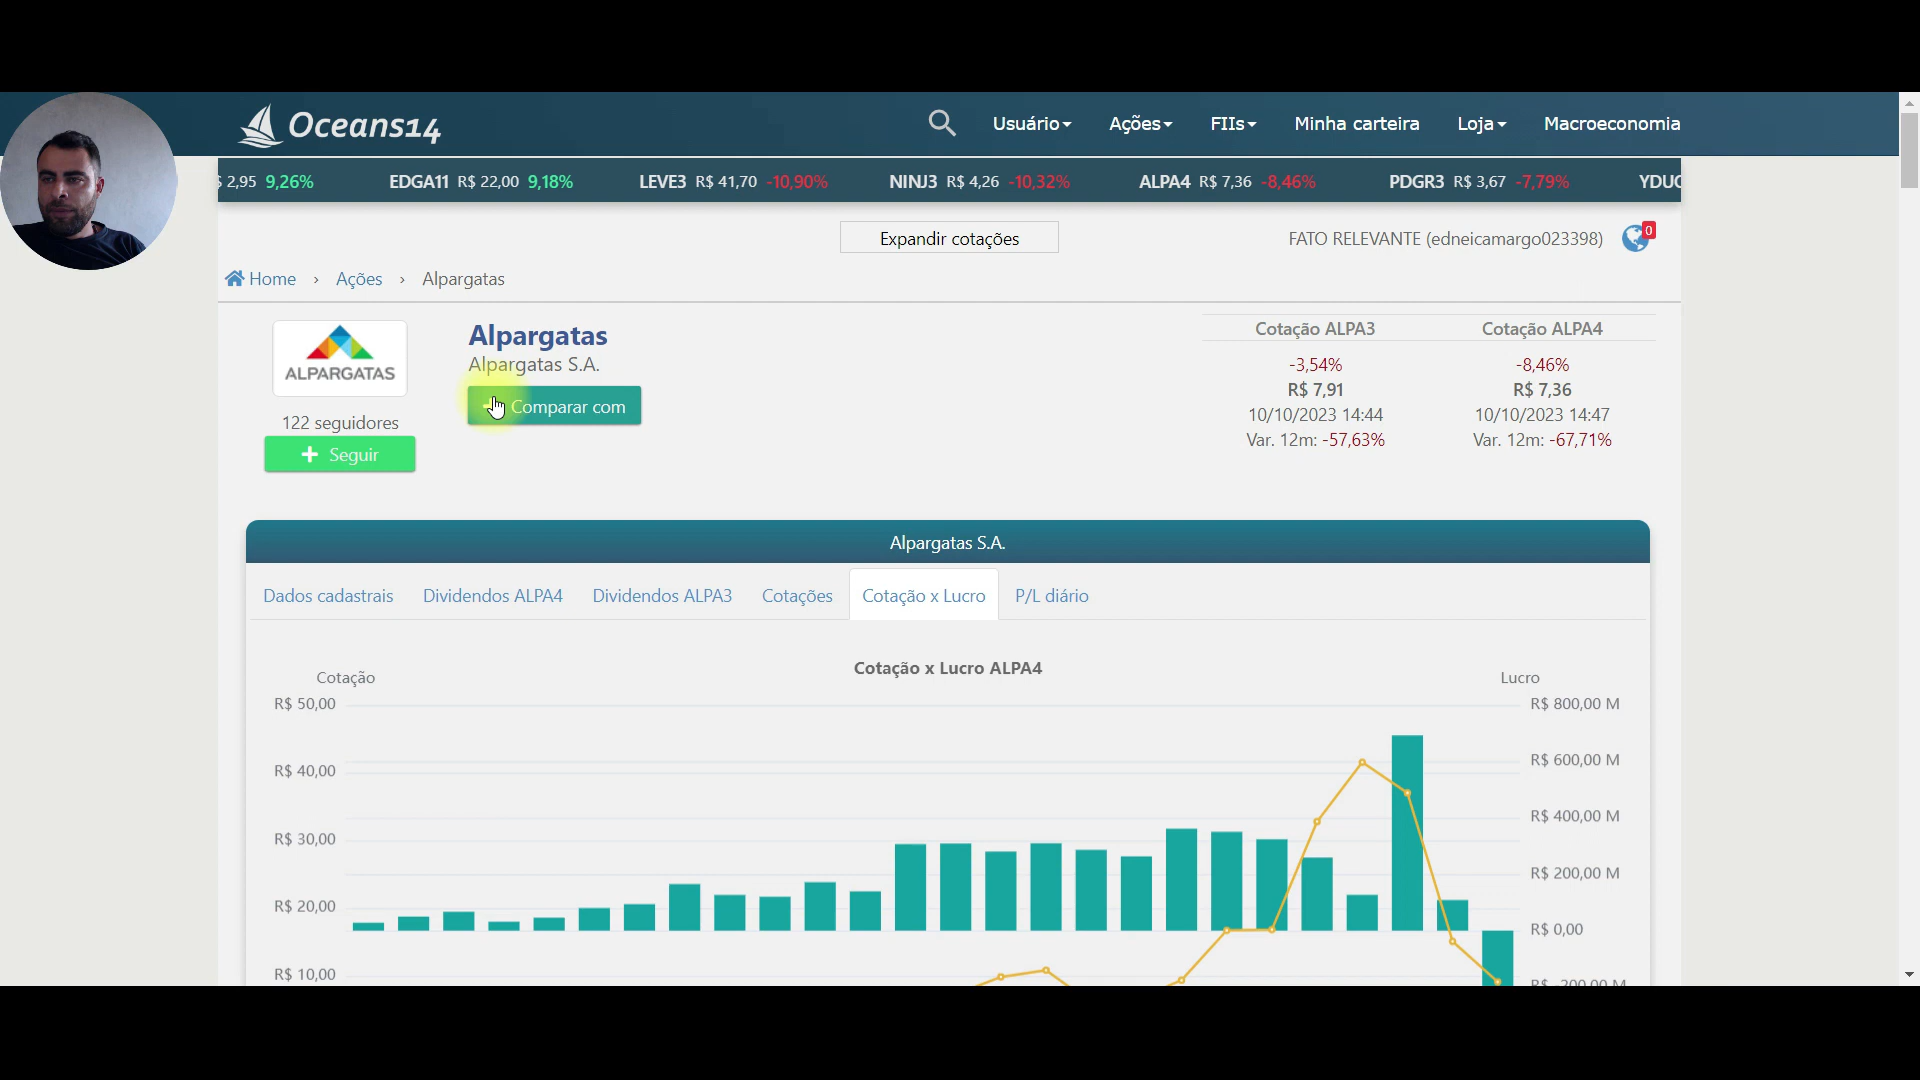 Oceans14
Usuário
Ações
FIIs
Minha carteira
Loja
Macroeconomia
2,95 9,26%
EDGA11 R$ 22,00 9,18%
LEVE3 R$ 41,70 -10,90%
NINJ3 R$ 4,26 -10,32%
ALPA4 R$ 7,36 -8,46%
PDGR3 R$ 3,67 -7,79%
YDUC
Expandir cotações
FATO RELEVANTE (edneicamargo023398)
0
Home › Ações › Alpargatas
ALPARGATAS
122 seguidores
+ Seguir
Alpargatas
Alpargatas S.A.
Comparar com
Cotação ALPA3
-3,54%
R$ 7,91
10/10/2023 14:44
Var. 12m: -57,63%
Cotação ALPA4
-8,46%
R$ 7,36
10/10/2023 14:47
Var. 12m: -67,71%
Alpargatas S.A.
Dados cadastrais
Dividendos ALPA4
Dividendos ALPA3
Cotações
Cotação x Lucro
P/L diário
Cotação x Lucro ALPA4
Cotação
R$ 50,00
R$ 40,00
R$ 30,00
R$ 20,00
R$ 10,00
Lucro
R$ 800,00 M
R$ 600,00 M
R$ 400,00 M
R$ 200,00 M
R$ 0,00
R$ -200,00 M